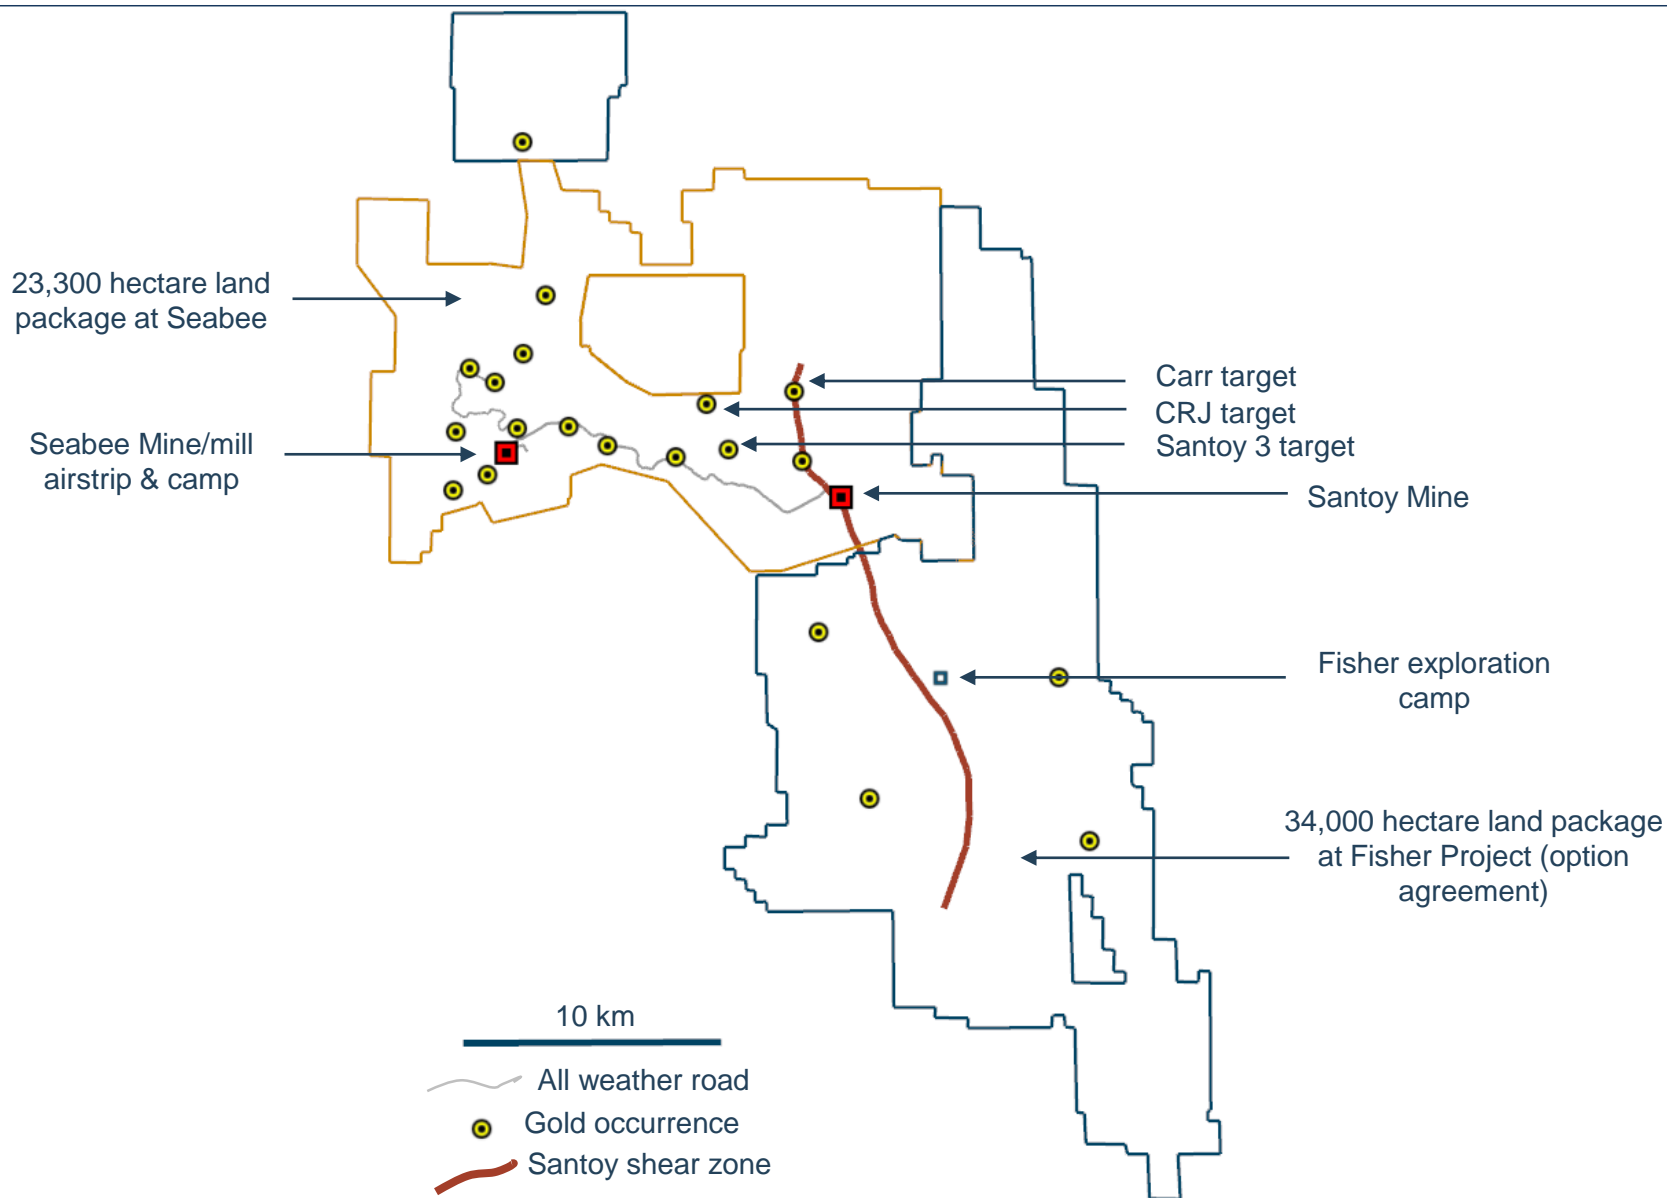 23,300 hectare land
package at Seabee
Carr target
CRJ target
Santoy 3 target
Seabee Mine/mill
airstrip & camp
Santoy Mine
Fisher exploration
camp
34,000 hectare land package
at Fisher Project (option
agreement)
10 km
All weather road
Gold occurrence
Santoy shear zone